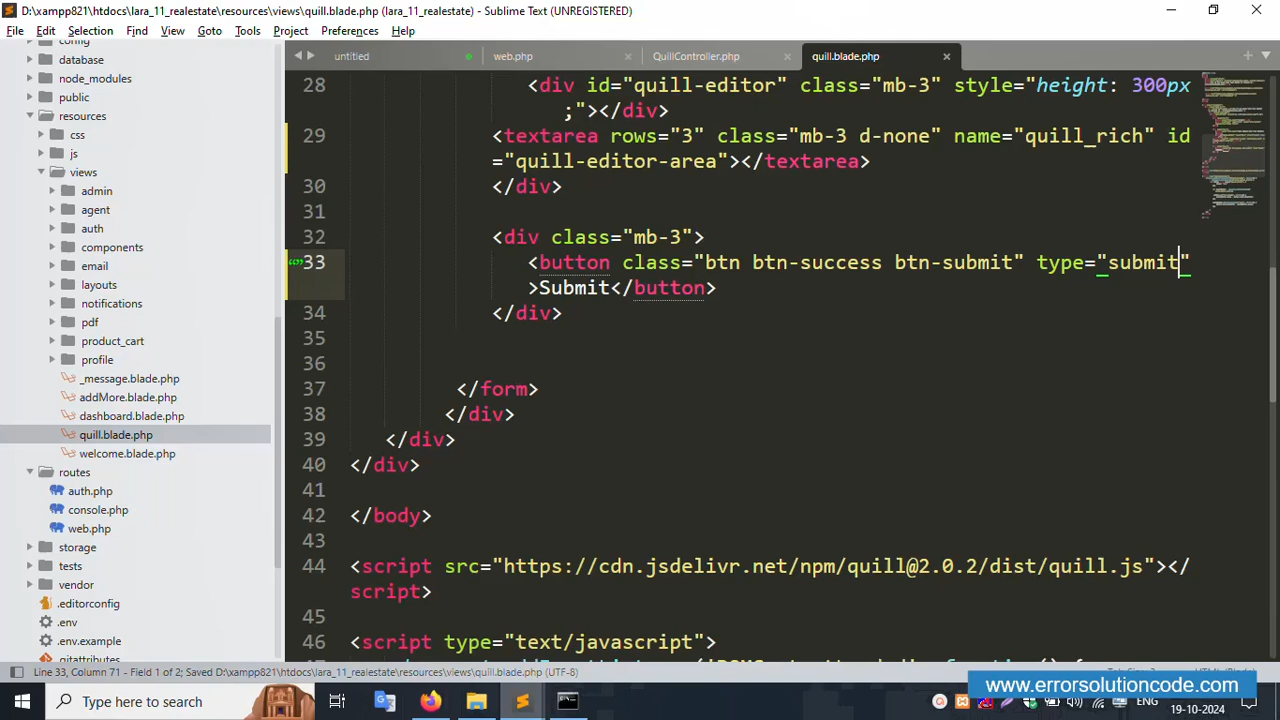 D:\xampp821\htdocs\lara_11_realestate\resources\views\quill.blade.php (lara_11_realestate) - Sublime Text (UNREGISTERED)
File Edit Selection Find View Goto Tools Project Preferences Help
untitled web.php QuillController.php quill.blade.php
config
database
node_modules
public
resources
css
js
views
admin
agent
auth
components
email
layouts
notifications
pdf
product_cart
profile
_message.blade.php
addMore.blade.php
dashboard.blade.php
quill.blade.php
welcome.blade.php
routes
auth.php
console.php
web.php
storage
tests
vendor
.editorconfig
.env
.env.example
.gitattributes
28 <div id="quill-editor" class="mb-3" style="height: 300px
;"></div>
29 <textarea rows="3" class="mb-3 d-none" name="quill_rich" id
="quill-editor-area"></textarea>
30 </div>
31
32 <div class="mb-3">
33 <button class="btn btn-success btn-submit" type="submit"
>Submit</button>
34 </div>
35
36
37 </form>
38 </div>
39 </div>
40 </div>
41
42 </body>
43
44 <script src="https://cdn.jsdelivr.net/npm/quill@2.0.2/dist/quill.js"></
script>
45
46 <script type="text/javascript">
Line 33, Column 71 - Field 1 of 2; Saved D:\xampp821\htdocs\lara_11_realestate\resources\views\quill.blade.php (UTF-8)
www.errorsolutioncode.com
Type here to search
19-10-2024